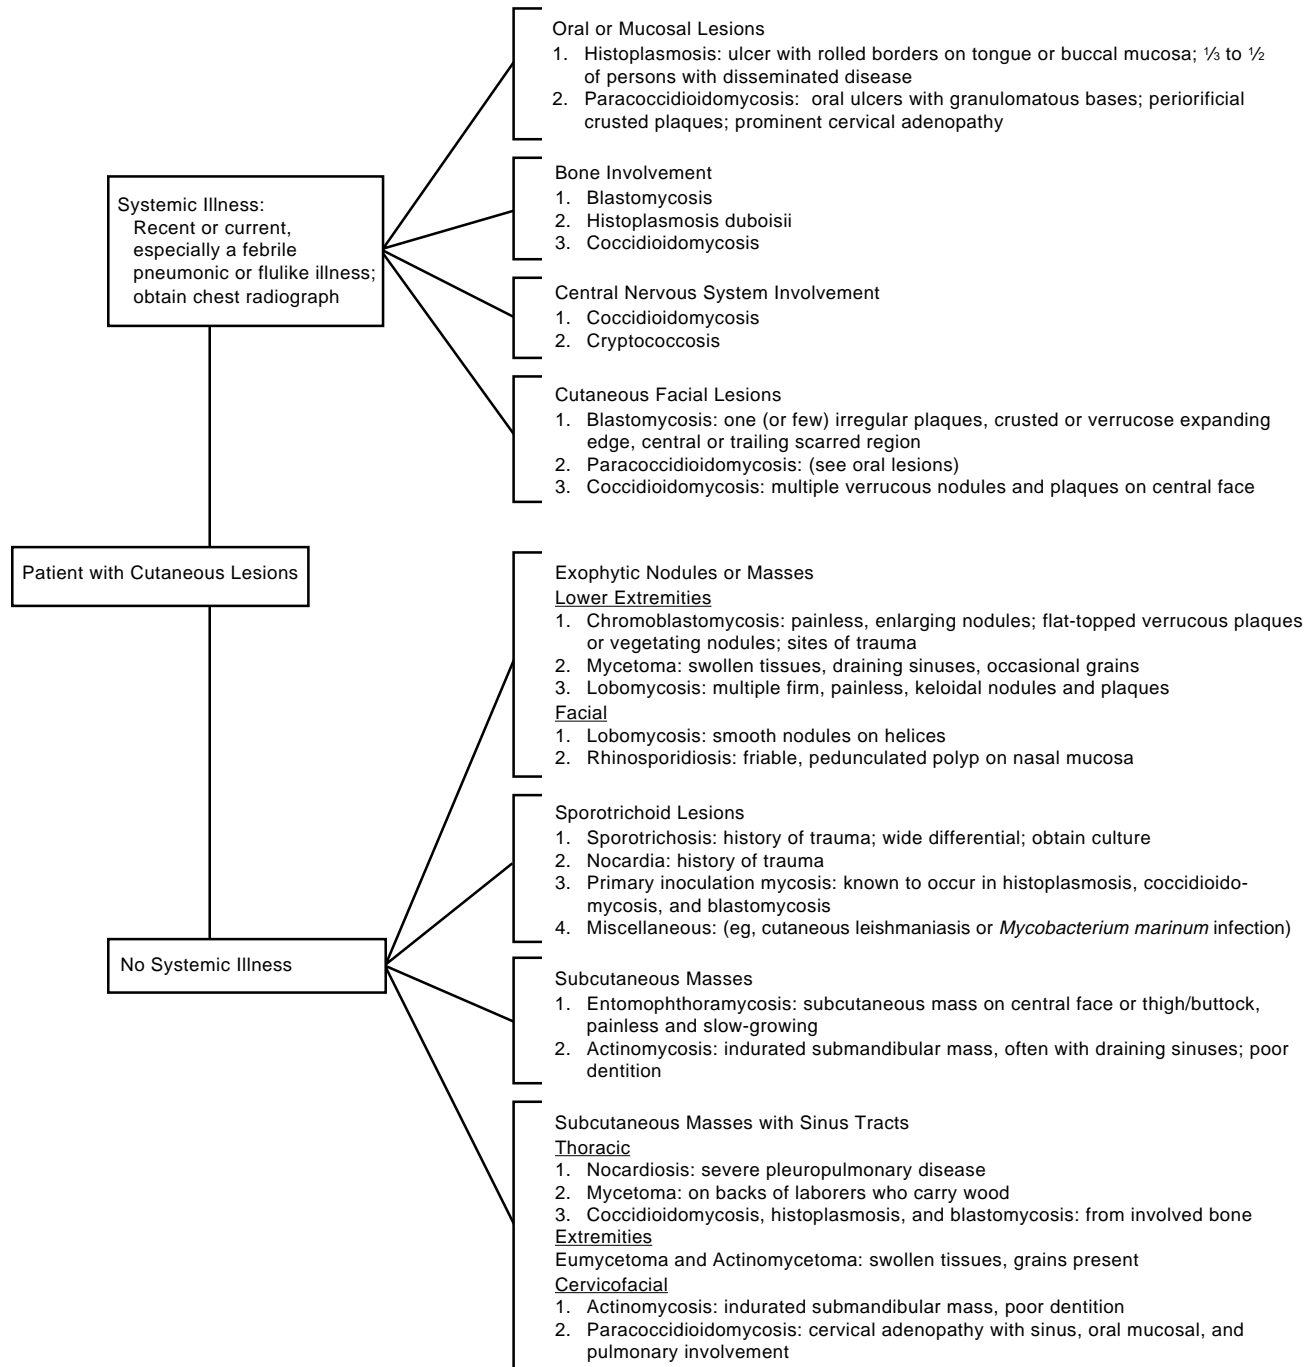 Oral or Mucosal Lesions
1. Histoplasmosis: ulcer with rolled borders on tongue or buccal mucosa; ⅓ to ½
of persons with disseminated disease
2. Paracoccidioidomycosis: oral ulcers with granulomatous bases; periorificial
crusted plaques; prominent cervical adenopathy
Bone Involvement
1. Blastomycosis
2. Histoplasmosis duboisii
3. Coccidioidomycosis
Systemic Illness:
Recent or current,
especially a febrile
pneumonic or flulike illness;
obtain chest radiograph
Central Nervous System Involvement
1. Coccidioidomycosis
2. Cryptococcosis
Cutaneous Facial Lesions
1. Blastomycosis: one (or few) irregular plaques, crusted or verrucose expanding
edge, central or trailing scarred region
2. Paracoccidioidomycosis: (see oral lesions)
3. Coccidioidomycosis: multiple verrucous nodules and plaques on central face
Patient with Cutaneous Lesions
Exophytic Nodules or Masses
Lower Extremities
1. Chromoblastomycosis: painless, enlarging nodules; flat-topped verrucous plaques
or vegetating nodules; sites of trauma
2. Mycetoma: swollen tissues, draining sinuses, occasional grains
3. Lobomycosis: multiple firm, painless, keloidal nodules and plaques
Facial
1. Lobomycosis: smooth nodules on helices
2. Rhinosporidiosis: friable, pedunculated polyp on nasal mucosa
Sporotrichoid Lesions
1. Sporotrichosis: history of trauma; wide differential; obtain culture
2. Nocardia: history of trauma
3. Primary inoculation mycosis: known to occur in histoplasmosis, coccidioido-
mycosis, and blastomycosis
4. Miscellaneous: (eg, cutaneous leishmaniasis or Mycobacterium marinum infection)
No Systemic Illness
Subcutaneous Masses
1. Entomophthoramycosis: subcutaneous mass on central face or thigh/buttock,
painless and slow-growing
2. Actinomycosis: indurated submandibular mass, often with draining sinuses; poor
dentition
Subcutaneous Masses with Sinus Tracts
Thoracic
1. Nocardiosis: severe pleuropulmonary disease
2. Mycetoma: on backs of laborers who carry wood
3. Coccidioidomycosis, histoplasmosis, and blastomycosis: from involved bone
Extremities
Eumycetoma and Actinomycetoma: swollen tissues, grains present
Cervicofacial
1. Actinomycosis: indurated submandibular mass, poor dentition
2. Paracoccidioidomycosis: cervical adenopathy with sinus, oral mucosal, and
pulmonary involvement